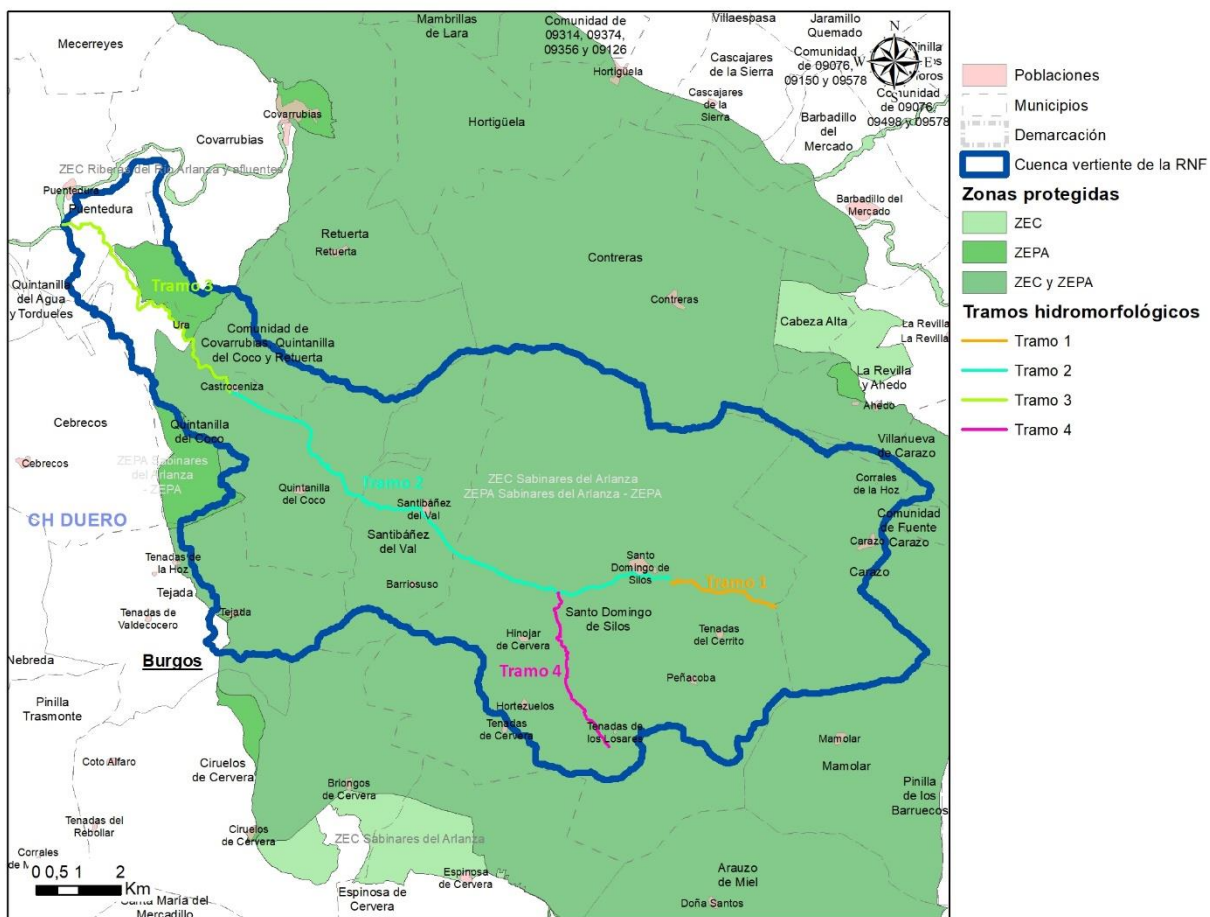 Mecerreyes
Mambrillas
de Lara
Comunidad de
09314, 09374,
09356 y 09126
Villaespasa
Jaramillo
Quemado
Comunidad
de 09076,
09150 y 09578
Cascajares
de la Sierra
N
W
E
S
Pinilla
Comunidad
de 09076,
09498 y 09578
Hortigüela
Cascajares
de la
Sierra
Barbadillo
del
Mercado
Covarrubias
Hortigüela
Covarrubias
ZEC Riberas del Río Arlanza y afluentes
Puentedura
Puentedura
Barbadillo del
Mercado
Retuerta
Retuerta
Contreras
Contreras
Quintanilla
del Agua
y Tordueles
Tramo 3
Ura
Comunidad de
Covarrubias, Quintanilla
del Coco y Retuerta
Cabeza Alta
La Revilla
La Revilla
La Revilla
y Ahedo
Ahedo
Castroceniza
Cebrecos
Cebrecos
Quintanilla
del Coco
ZEPA Sabinares
del Arlanza
- ZEPA
Villanueva
de Carazo
Corrales
de la Hoz
Comunidad
de Fuente
Carazo
Carazo
Carazo
ZEC Sabinares del Arlanza
ZEPA Sabinares del Arlanza - ZEPA
Tramo 2
Quintanilla
del Coco
Santibáñez
del Val
Santibáñez
del Val
CH DUERO
Tenadas de
la Hoz
Tejada
Tejada
Tenadas de
Valdecocero
Barriosuso
Santo
Domingo de
Silos
Tramo 1
Santo Domingo
de Silos
Tenadas
del Cerrito
Hinojar de
Cervera
Tramo 4
Peñacoba
Nebreda
Burgos
Pinilla
Trasmonte
Hortezuelos
Tenadas
de Cervera
Tenadas de
los Losares
Mamolar
Mamolar
Pinilla
de los
Barruecos
Coto Alfaro
Ciruelos
de Cervera
Briongos
de Cervera
Tenadas del
Rebollar
Ciruelos
de Cervera
ZEC Sabinares del Arlanza
Corrales
Espinosa
de Cervera
Espinosa de
Cervera
Arauzo
de Miel
Doña Santos
0 0,5 1 2
Km
Santa María del
Mercadillo
Poblaciones
Municipios
Demarcación
Cuenca vertiente de la RNF
Zonas protegidas
ZEC
ZEPA
ZEC y ZEPA
Tramos hidromorfológicos
Tramo 1
Tramo 2
Tramo 3
Tramo 4